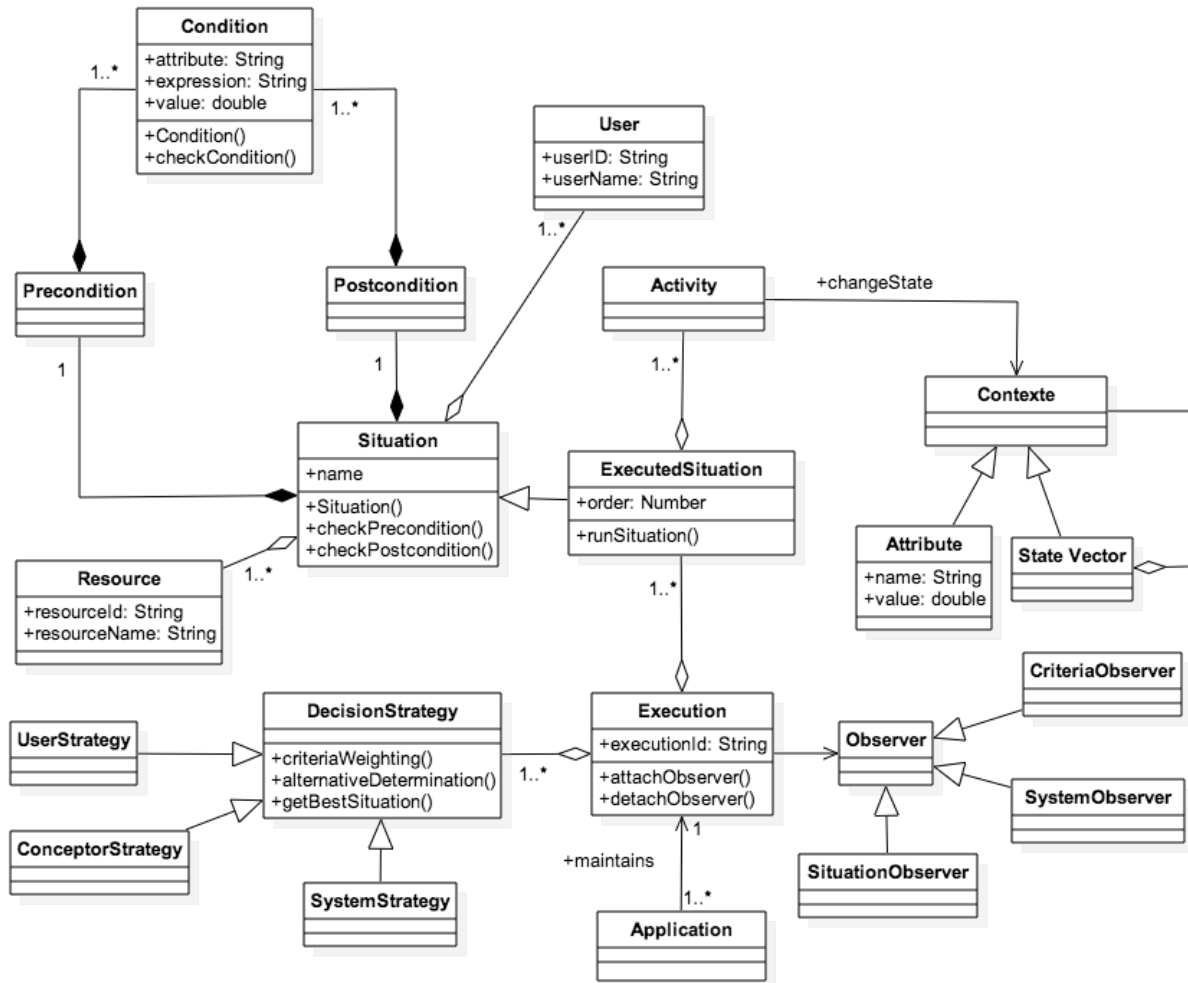 Condition
+attribute: String
+expression: String
+value: double
+Condition()
+checkCondition()
1..*
1..*
User
+userID: String
+userName: String
1..*
Precondition
Postcondition
Activity
+changeState
1
1
1..*
Contexte
Situation
+name
+Situation()
+checkPrecondition()
+checkPostcondition()
ExecutedSituation
+order: Number
+runSituation()
Attribute
+name: String
+value: double
State Vector
1..*
Resource
+resourceId: String
+resourceName: String
1..*
CriteriaObserver
DecisionStrategy
+criteriaWeighting()
+alternativeDetermination()
+getBestSituation()
1..*
Execution
+executionId: String
+attachObserver()
+detachObserver()
Observer
UserStrategy
SystemObserver
ConceptorStrategy
1
+maintains
SituationObserver
SystemStrategy
1..*
Application